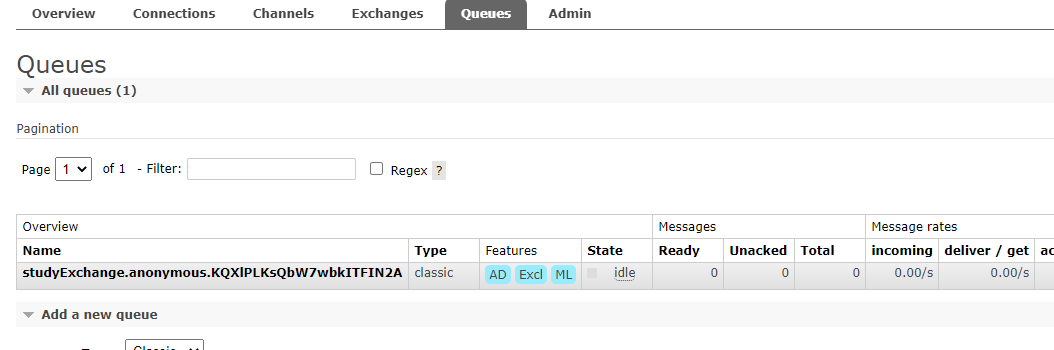 Overview Connections Channels Exchanges Queues Admin
Queues
All queues (1)
Pagination
Page 1 of 1 - Filter: Regex ?
Overview Messages Message rates
Name Type Features State Ready Unacked Total incoming deliver / get
studyExchange.anonymous.KQXlPLKsQbW7wbkITFIN2A classic AD Excl ML idle 0 0 0 0.00/s 0.00/s
Add a new queue